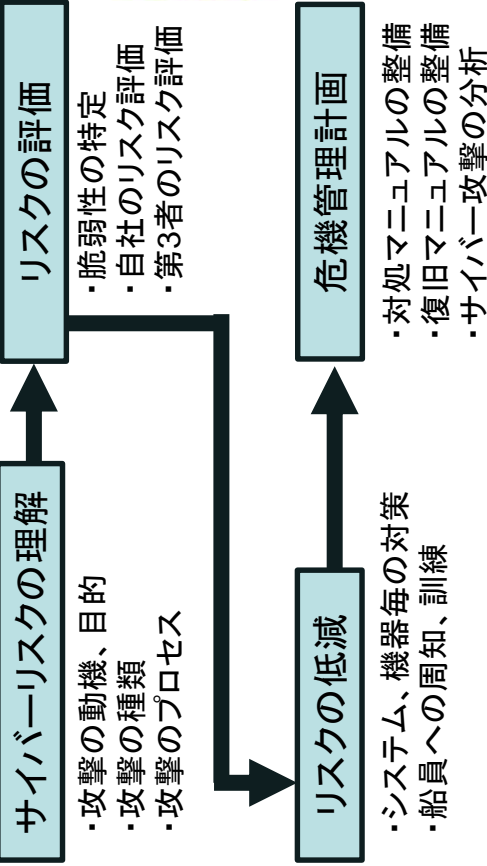 サイバーリスクの理解
・攻撃の動機、目的
・攻撃の種類
・攻撃のプロセス
リスクの評価
・脆弱性の特定
・自社のリスク評価
・第3者のリスク評価
リスクの低減
・システム、機器毎の対策
・船員への周知、訓練
危機管理計画
・対処マニュアルの整備
・復旧マニュアルの整備
・サイバー攻撃の分析